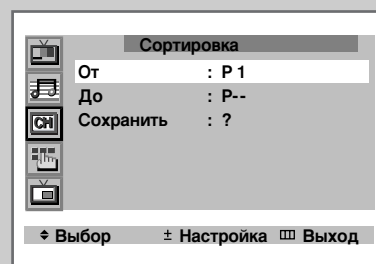 Сортировка
От : P 1
До : P--
CH Сохранить : ?
Выбор ± Настройка Выход